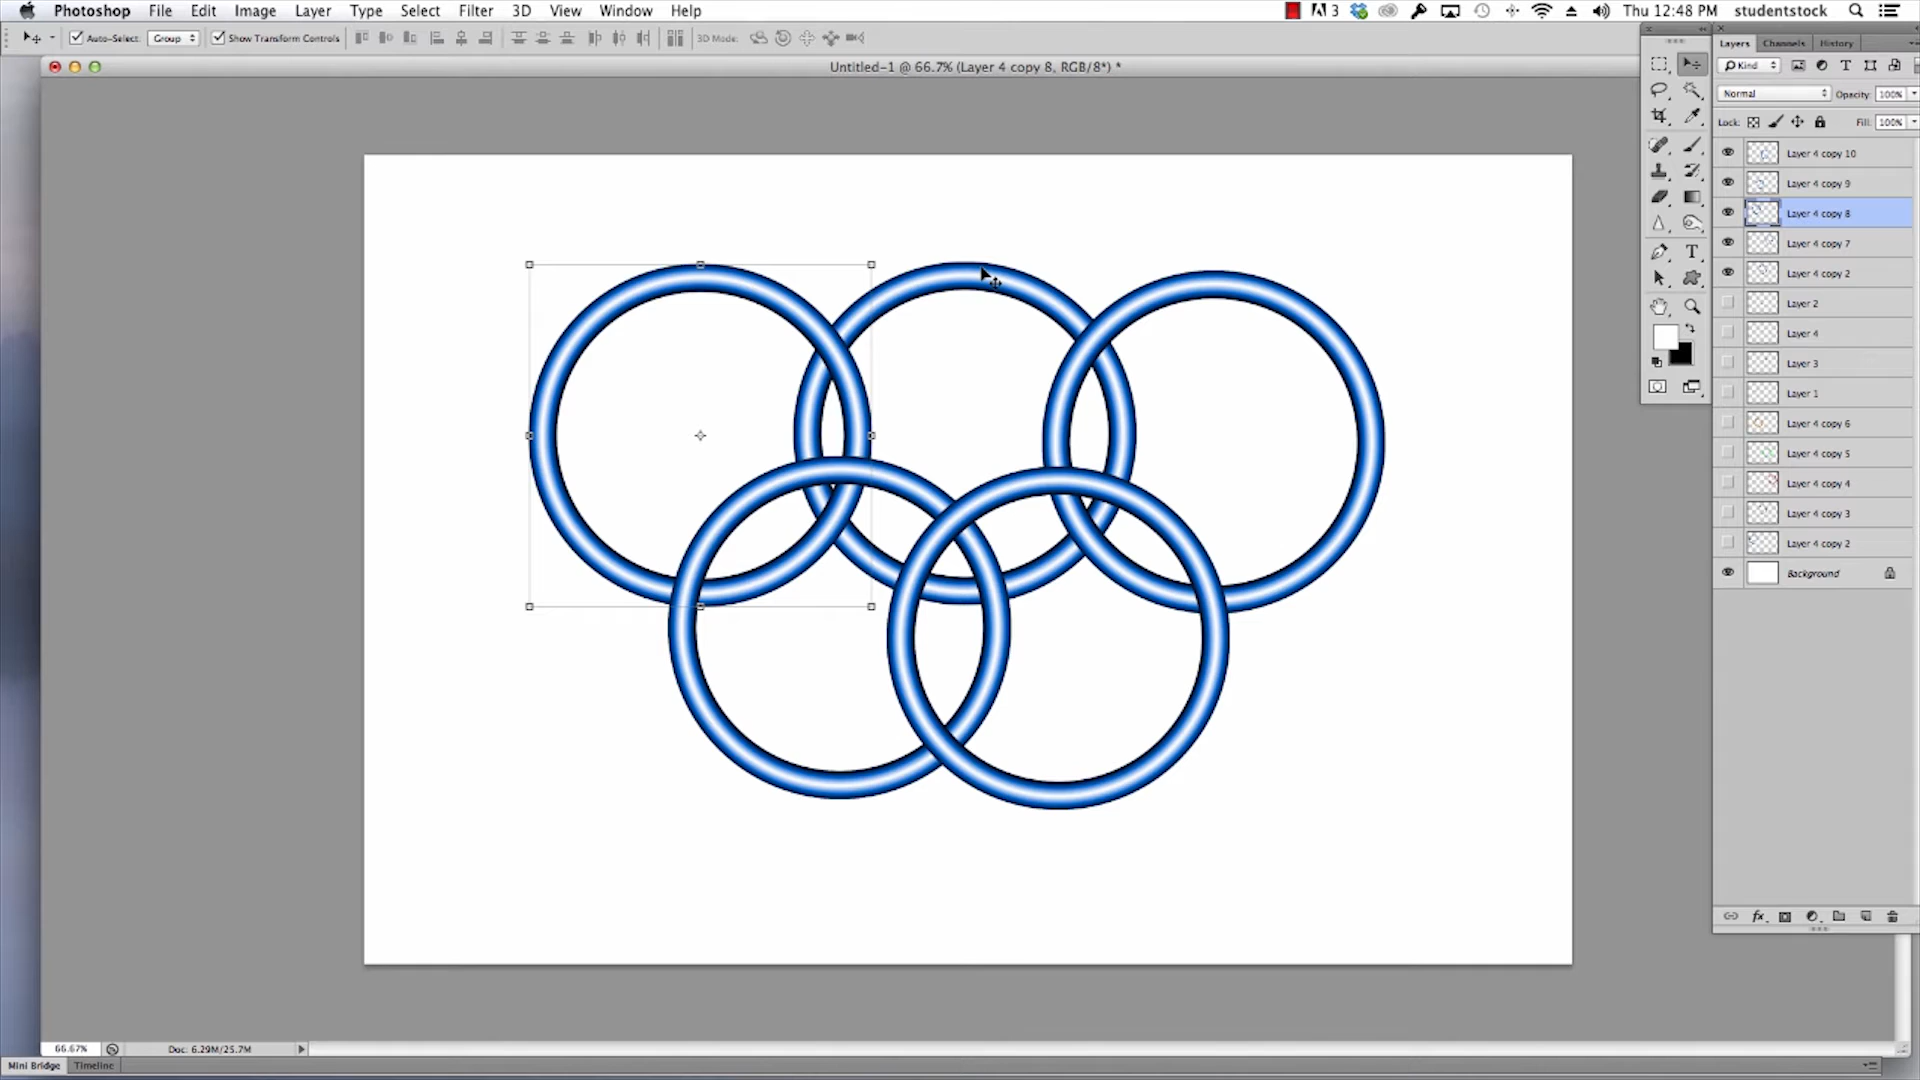 Photoshop File Edit Image Layer Type Select Filter 3D View Window Help 3 Thu 12:48 PM studentstock
Auto-Select: Group Show Transform Controls 3D Mode:
Untitled-1 @ 66.7% (Layer 4 copy 8, RGB/8*) *
Layers Channels History
Kind
Normal Opacity: 100%
Lock: Fill: 100%
Layer 4 copy 10
Layer 4 copy 9
Layer 4 copy 8
Layer 4 copy 7
Layer 4 copy 2
Layer 2
Layer 4
Layer 3
Layer 1
Layer 4 copy 6
Layer 4 copy 5
Layer 4 copy 4
Layer 4 copy 3
Layer 4 copy 2
Background
fx
66.67% Doc: 6.29M/25.7M
Mini Bridge Timeline